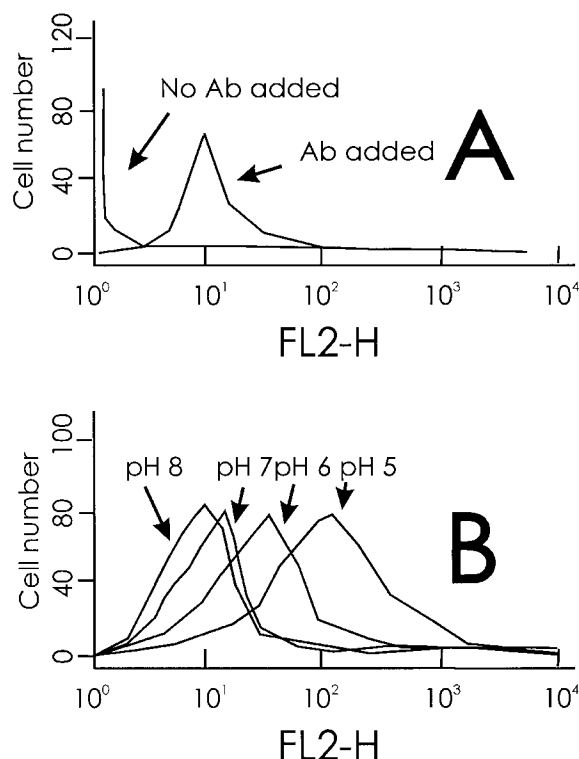 120
80
40
0
Cell number
No Ab added
Ab added
A
10⁰ 10¹ 10² 10³ 10⁴
FL2-H
100
80
40
0
Cell number
pH 8 pH 7 pH 6 pH 5
B
10⁰ 10¹ 10² 10³ 10⁴
FL2-H